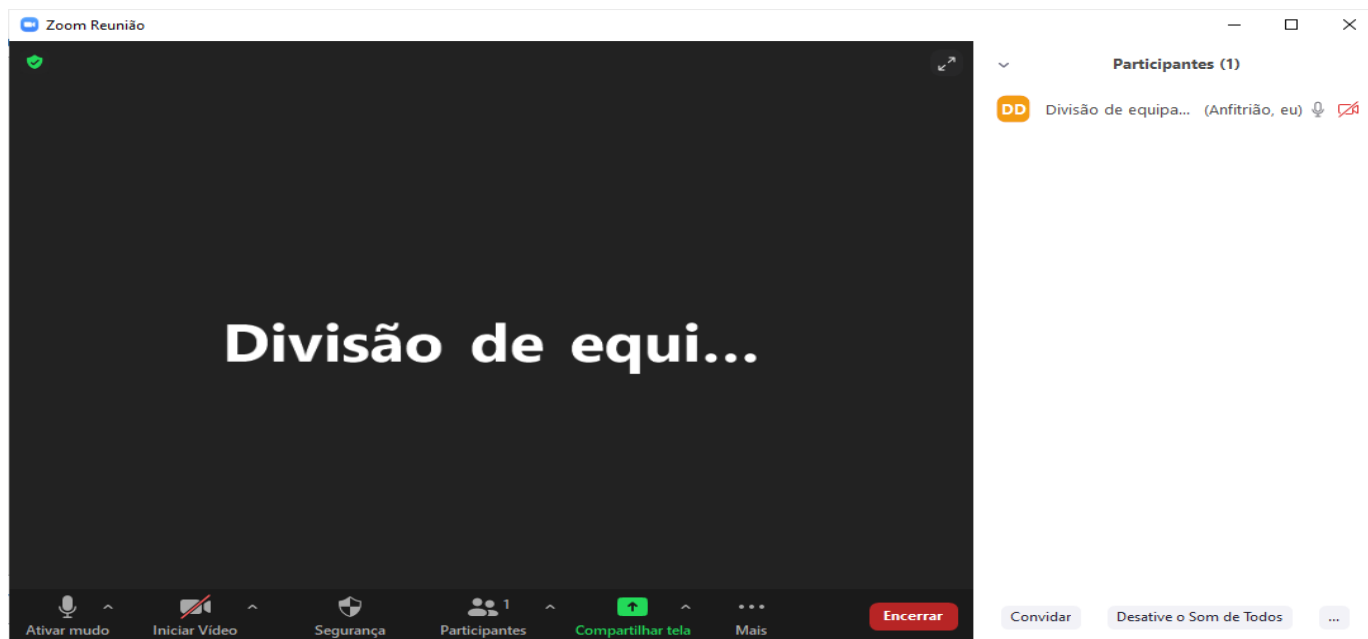 Zoom Reunião
Participantes (1)
DD Divisão de equipa... (Anfitrião, eu)
Divisão de equi...
Ativar mudo
Iniciar Vídeo
Segurança
Participantes 1
Compartilhar tela
Mais
Encerrar
Convidar
Desative o Som de Todos
...